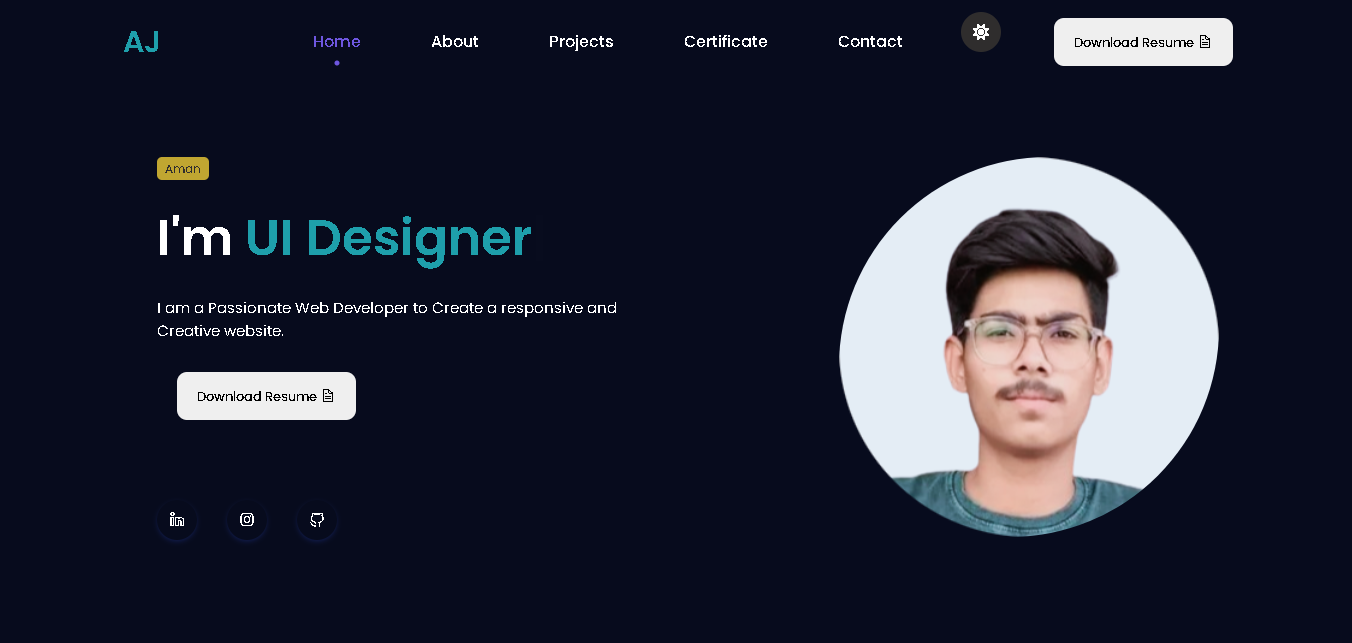 AJ
Home About Projects Certificate Contact Download Resume
Aman
I'm UI Designer
I am a Passionate Web Developer to Create a responsive and
Creative website.
Download Resume
in